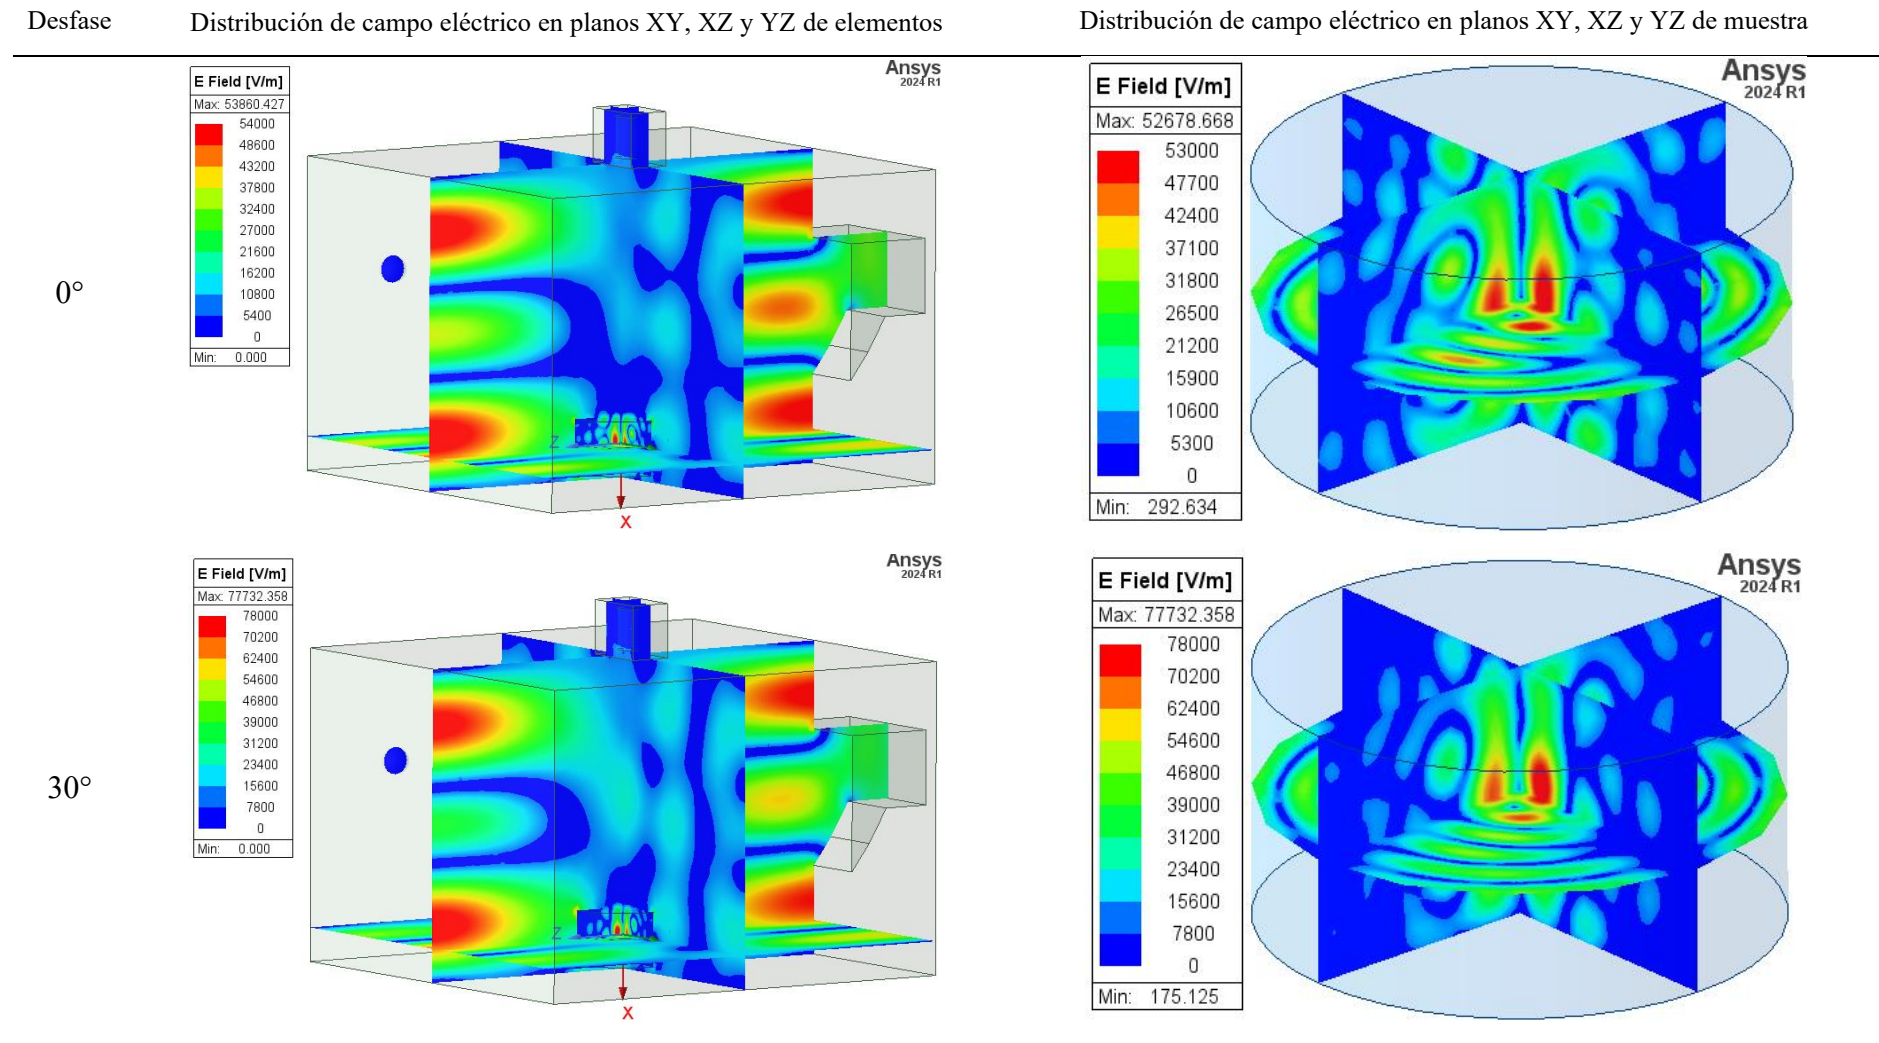 Desfase
Distribución de campo eléctrico en planos XY, XZ y YZ de elementos
Distribución de campo eléctrico en planos XY, XZ y YZ de muestra
0°
E Field [V/m]
Max: 53860.427
54000
48600
43200
37800
32400
27000
21600
16200
10800
5400
0
Min: 0.000
Ansys
2024 R1
Z
X
E Field [V/m]
Max: 52678.668
53000
47700
42400
37100
31800
26500
21200
15900
10600
5300
0
Min: 292.634
Ansys
2024 R1
30°
E Field [V/m]
Max: 77732.358
78000
70200
62400
54600
46800
39000
31200
23400
15600
7800
0
Min: 0.000
Ansys
2024 R1
Z
X
E Field [V/m]
Max: 77732.358
78000
70200
62400
54600
46800
39000
31200
23400
15600
7800
0
Min: 175.125
Ansys
2024 R1